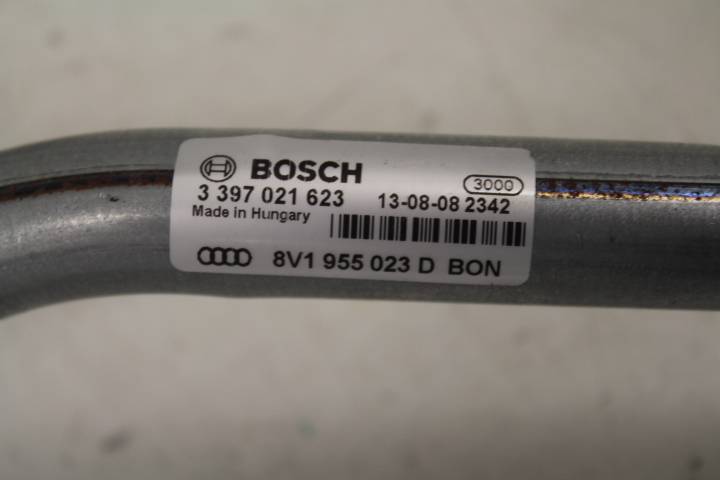 BOSCH
3000
3 397 021 623 13-08-08 2342
Made in Hungary
8V1 955 023 D BON